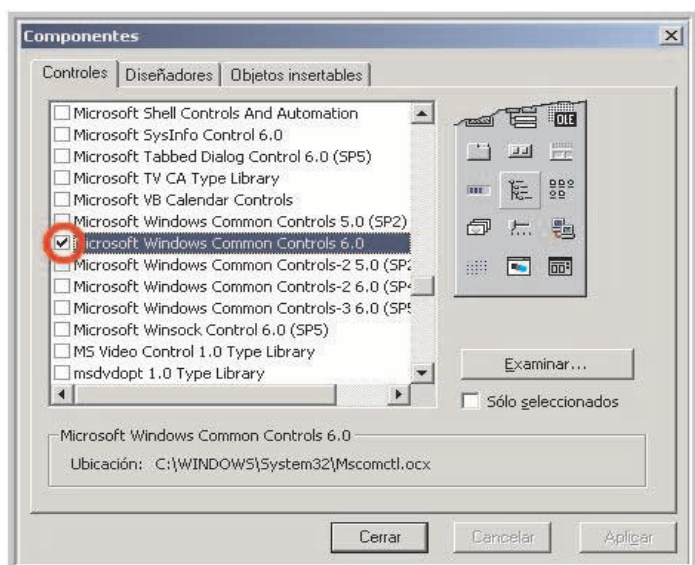 Componentes
Controles Diseñadores Objetos insertables
Microsoft Shell Controls And Automation
Microsoft SysInfo Control 6.0
Microsoft Tabbed Dialog Control 6.0 (SP5)
Microsoft TV CA Type Library
Microsoft VB Calendar Controls
Microsoft Windows Common Controls 5.0 (SP2)
Microsoft Windows Common Controls 6.0
Microsoft Windows Common Controls-2 5.0 (SP2
Microsoft Windows Common Controls-2 6.0 (SP4
Microsoft Windows Common Controls-3 6.0 (SP5
Microsoft Winsock Control 6.0 (SP5)
MS Video Control 1.0 Type Library
msdvdopt 1.0 Type Library
OLE
Examinar...
Sólo seleccionados
Microsoft Windows Common Controls 6.0
Ubicación: C:\WINDOWS\System32\Mscomctl.ocx
Cerrar Cancelar Aplicar